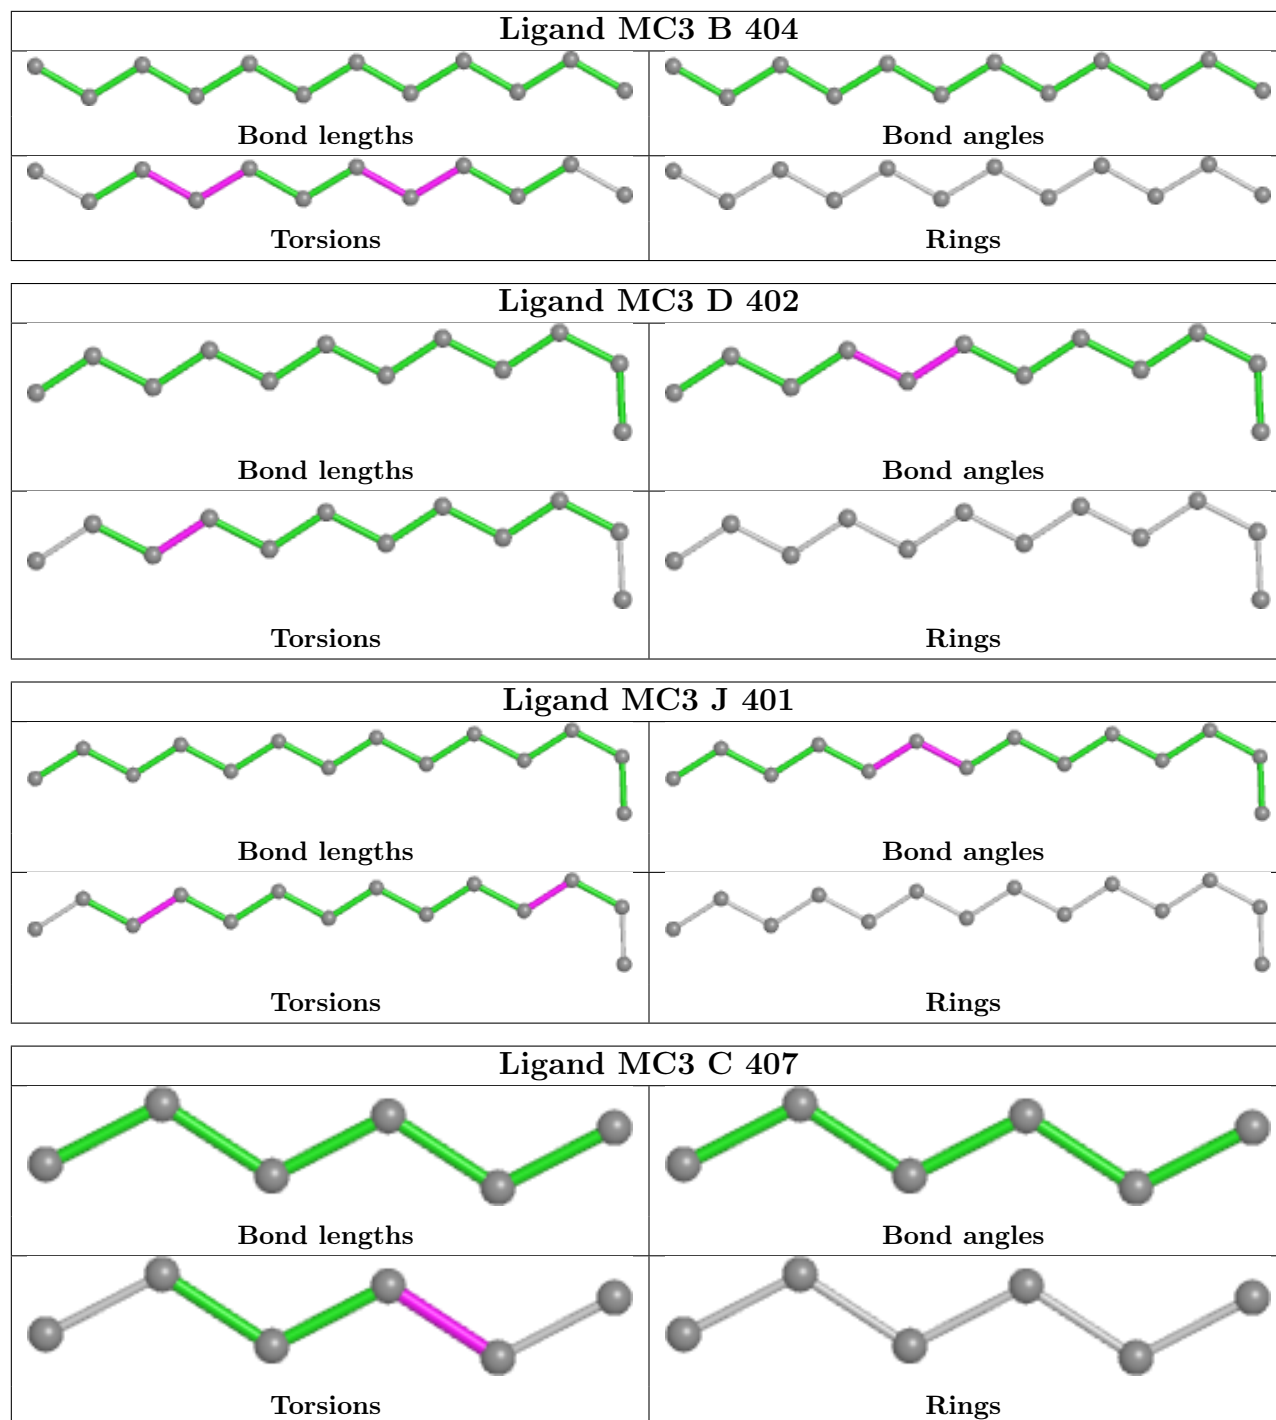 Ligand MC3 B 404
Bond lengths
Bond angles
Torsions
Rings
Ligand MC3 D 402
Bond lengths
Bond angles
Torsions
Rings
Ligand MC3 J 401
Bond lengths
Bond angles
Torsions
Rings
Ligand MC3 C 407
Bond lengths
Bond angles
Torsions
Rings